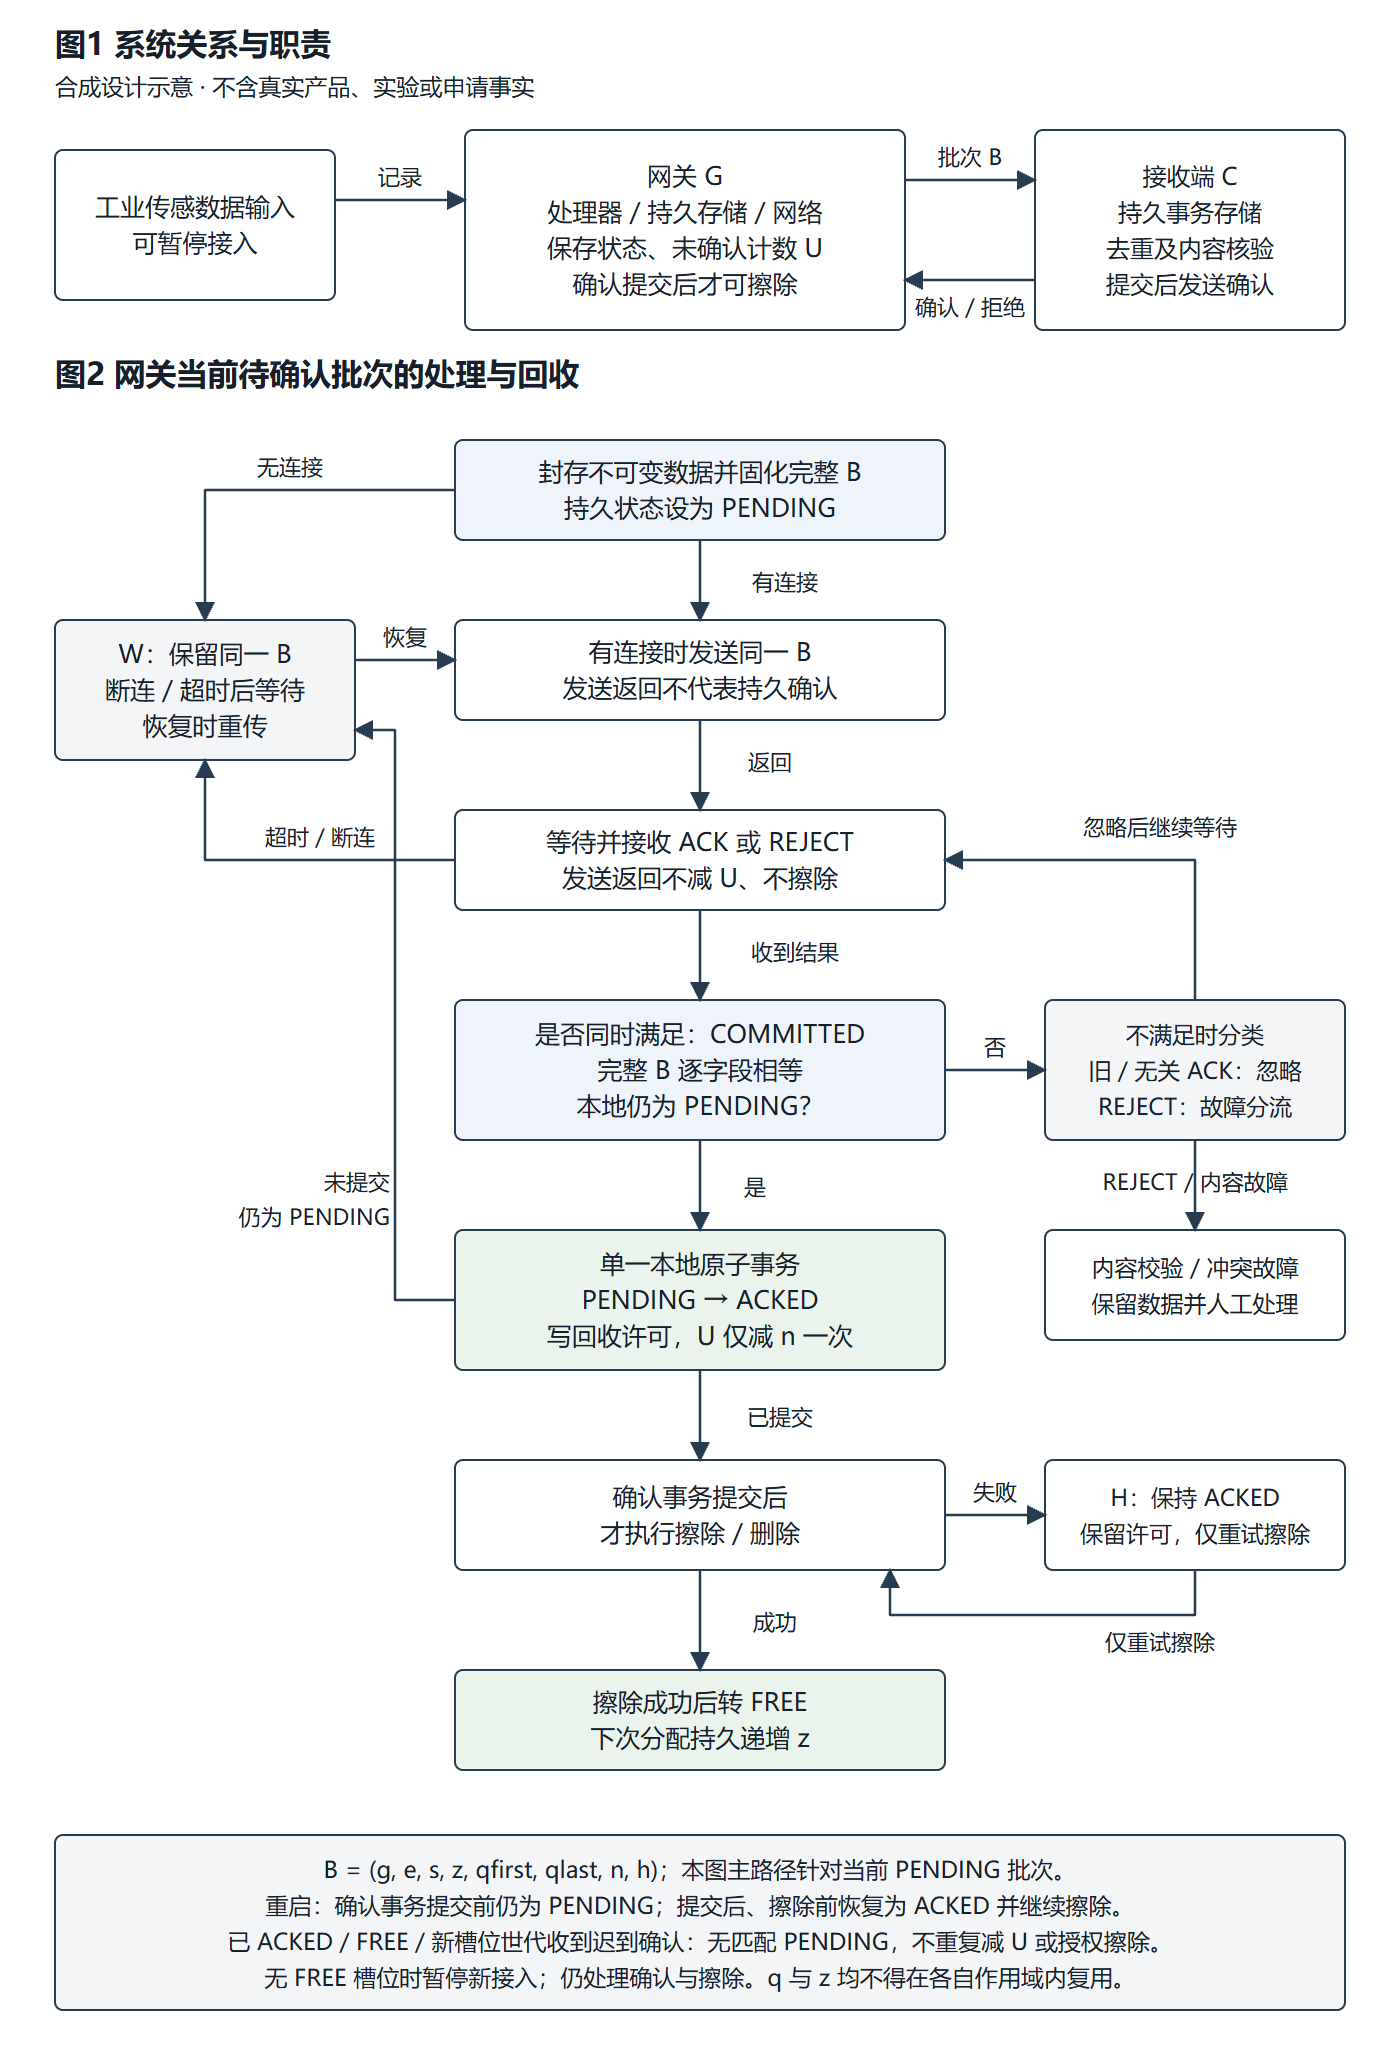 图1 系统关系与职责
合成设计示意 · 不含真实产品、实验或申请事实
工业传感数据输入
可暂停接入
记录
网关 G
处理器 / 持久存储 / 网络
保存状态、未确认计数 U
确认提交后才可擦除
批次 B
确认 / 拒绝
接收端 C
持久事务存储
去重及内容核验
提交后发送确认
图2 网关当前待确认批次的处理与回收
无连接
封存不可变数据并固化完整 B
持久状态设为 PENDING
有连接
W：保留同一 B
断连 / 超时后等待
恢复时重传
恢复
有连接时发送同一 B
发送返回不代表持久确认
返回
超时 / 断连
等待并接收 ACK 或 REJECT
发送返回不减 U、不擦除
忽略后继续等待
收到结果
是否同时满足：COMMITTED
完整 B 逐字段相等
本地仍为 PENDING？
否
不满足时分类
旧 / 无关 ACK：忽略
REJECT：故障分流
未提交
仍为 PENDING
是
REJECT / 内容故障
单一本地原子事务
PENDING → ACKED
写回收许可，U 仅减 n 一次
内容校验 / 冲突故障
保留数据并人工处理
已提交
确认事务提交后
才执行擦除 / 删除
失败
H：保持 ACKED
保留许可，仅重试擦除
成功
仅重试擦除
擦除成功后转 FREE
下次分配持久递增 z
B = (g, e, s, z, qfirst, qlast, n, h)；本图主路径针对当前 PENDING 批次。
重启：确认事务提交前仍为 PENDING；提交后、擦除前恢复为 ACKED 并继续擦除。
已 ACKED / FREE / 新槽位世代收到迟到确认：无匹配 PENDING，不重复减 U 或授权擦除。
无 FREE 槽位时暂停新接入；仍处理确认与擦除。q 与 z 均不得在各自作用域内复用。